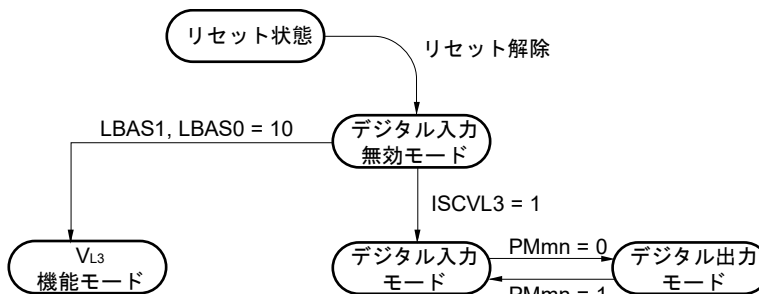 リセット状態
リセット解除
LBAS1, LBAS0 = 10
デジタル入力
無効モード
ISCVL3 = 1
VL3
機能モード
デジタル入力
モード
PMmn = 0
PMmn = 1
デジタル出力
モード